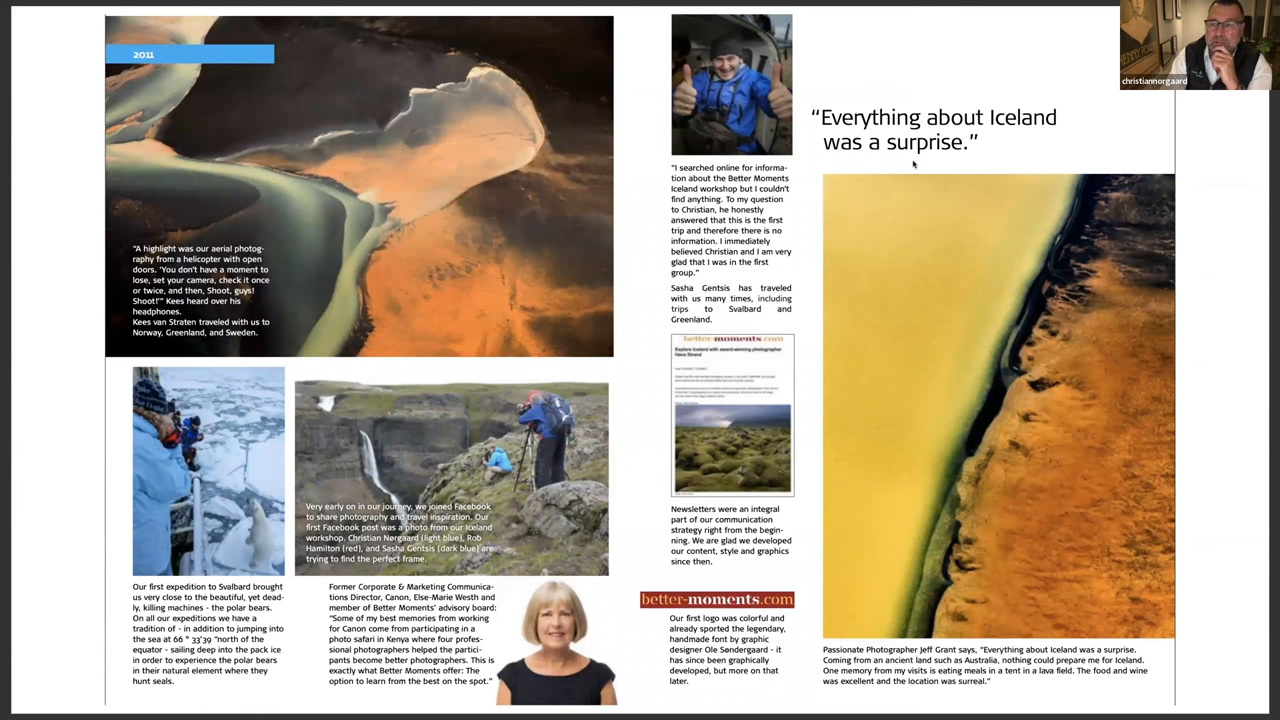 2011
“A highlight was our aerial photog-
raphy from a helicopter with open
doors. ‘You don’t have a moment to
lose, set your camera, check it once
or twice, and then, Shoot, guys!
Shoot!’” Kees heard over his
headphones.
Kees van Straten traveled with us to
Norway, Greenland, and Sweden.
Very early on in our journey, we joined Facebook
to share photography and travel inspiration. Our
first Facebook post was a photo from our Iceland
workshop. Christian Nørgaard (light blue), Rob
Hamilton (red), and Sasha Gentsis (dark blue) are
trying to find the perfect frame.
Our first expedition to Svalbard brought
us very close to the beautiful, yet dead-
ly, killing machines - the polar bears.
On all our expeditions we have a
tradition of - in addition to jumping into
the sea at 66 ° 33'39 "north of the
equator - sailing deep into the pack ice
in order to experience the polar bears
in their natural element where they
hunt seals.
Former Corporate & Marketing Communica-
tions Director, Canon, Else-Marie Westh and
member of Better Moments’ advisory board:
“Some of my best memories from working
for Canon come from participating in a
photo safari in Kenya where four profes-
sional photographers helped the partici-
pants become better photographers. This is
exactly what Better Moments offer: The
option to learn from the best on the spot.”
“I searched online for informa-
tion about the Better Moments
Iceland workshop but I couldn’t
find anything. To my question
to Christian, he honestly
answered that this is the first
trip and therefore there is no
information. I immediately
believed Christian and I am very
glad that I was in the first
group.”
Sasha Gentsis has traveled
with us many times, including
trips to Svalbard and
Greenland.
better-moments.com
Explore Iceland with award-winning photographer
Hans Strand
Newsletters were an integral
part of our communication
strategy right from the begin-
ning. We are glad we developed
our content, style and graphics
since then.
better-moments.com
Our first logo was colorful and
already sported the legendary,
handmade font by graphic
designer Ole Søndergaard - it
has since been graphically
developed, but more on that
later.
“Everything about Iceland
was a surprise.”
Passionate Photographer Jeff Grant says, “Everything about Iceland was a surprise.
Coming from an ancient land such as Australia, nothing could prepare me for Iceland.
One memory from my visits is eating meals in a tent in a lava field. The food and wine
was excellent and the location was surreal.”
christiannorgaard